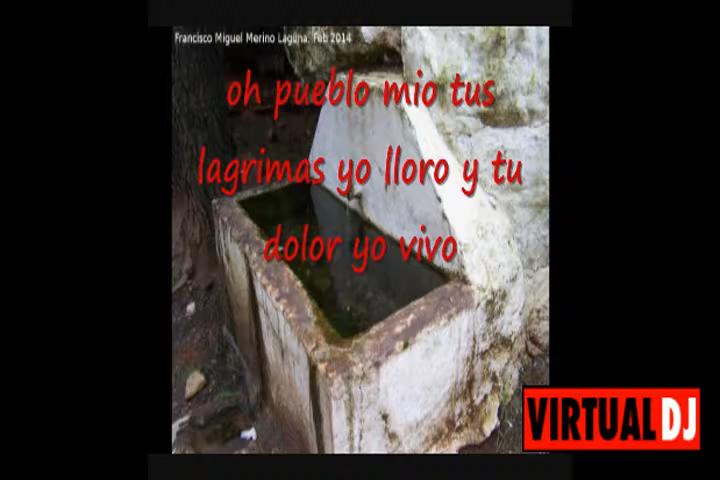 Francisco Miguel Merino Laguna. Feb 2014
oh pueblo mio tus
lagrimas yo lloro y tu
dolor yo vivo
VIRTUAL DJ